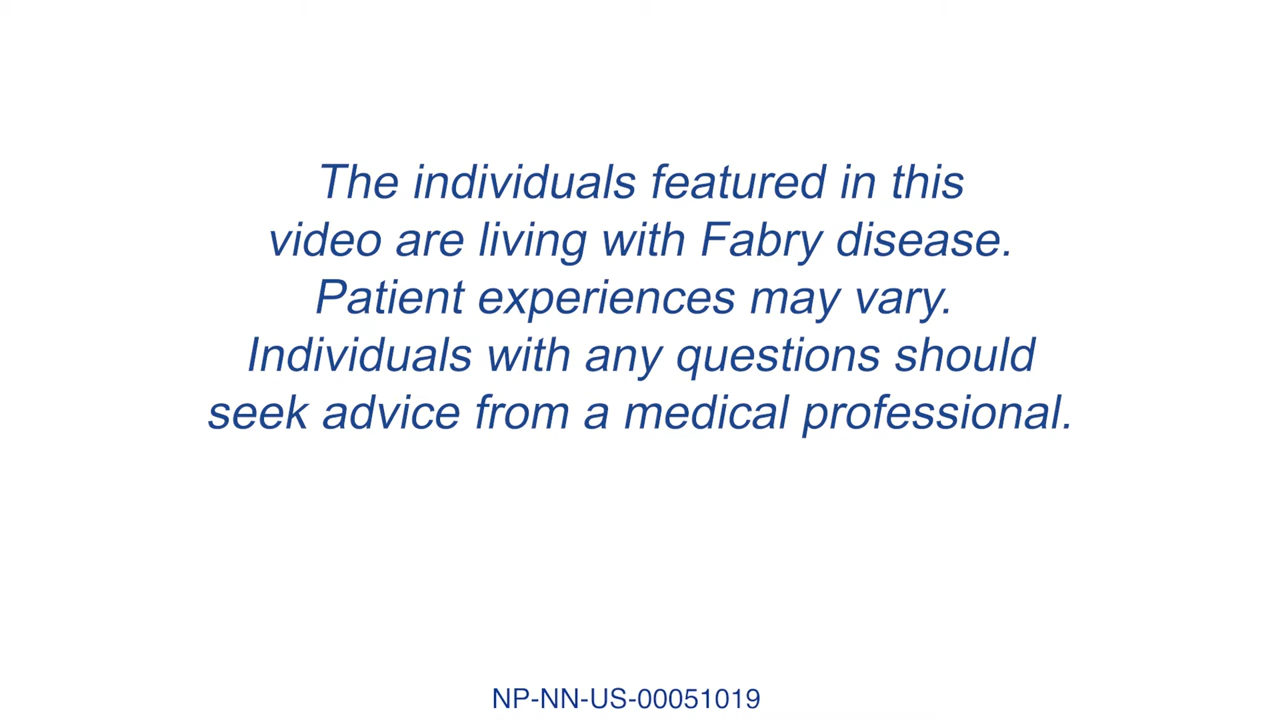 The individuals featured in this
video are living with Fabry disease.
Patient experiences may vary.
Individuals with any questions should
seek advice from a medical professional.
NP-NN-US-00051019